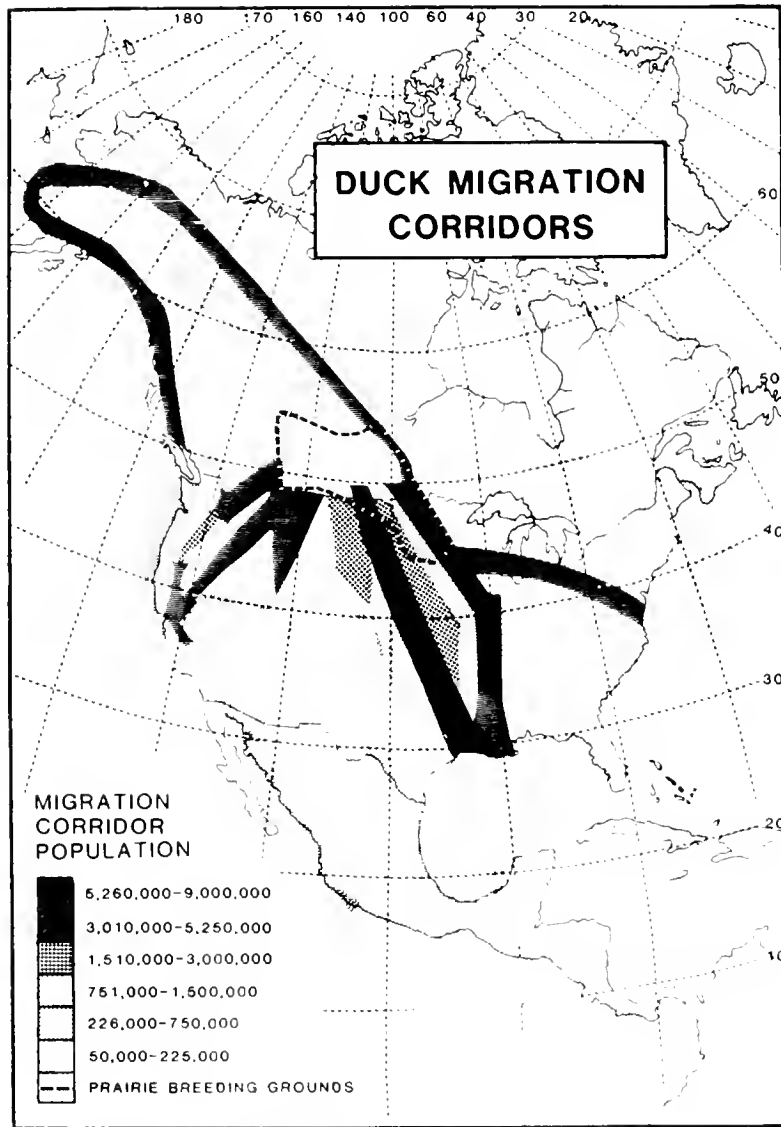 180 170 160 140 100 60 40 20
DUCK MIGRATION
CORRIDORS
60
50
40
30
20
10
MIGRATION
CORRIDOR
POPULATION
5,260,000-9,000,000
3,010,000-5,250,000
1,510,000-3,000,000
751,000-1,500,000
226,000-750,000
50,000-225,000
PRAIRIE BREEDING GROUNDS